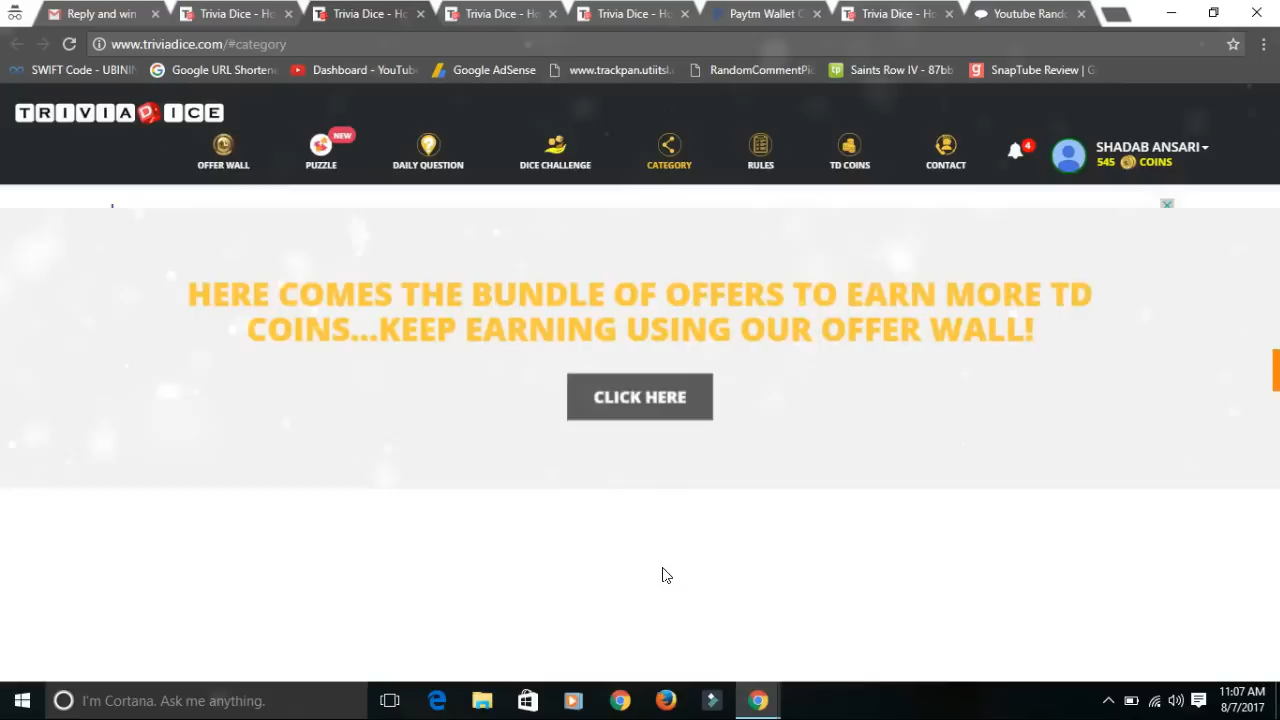 Reply and win
Trivia Dice - Ho
Trivia Dice - Ho
Trivia Dice - Ho
Trivia Dice - Ho
Paytm Wallet
Trivia Dice - Ho
Youtube Rand
www.triviadice.com/#category
SWIFT Code - UBININ
Google URL Shortene
Dashboard - YouTub
Google AdSense
www.trackpan.utiitsl.
RandomCommentPic
Saints Row IV - 87bb
SnapTube Review | G
TRIVIA DICE
OFFER WALL
NEW
PUZZLE
DAILY QUESTION
DICE CHALLENGE
CATEGORY
RULES
TD COINS
CONTACT
4
SHADAB ANSARI
545 COINS
HERE COMES THE BUNDLE OF OFFERS TO EARN MORE TD
COINS...KEEP EARNING USING OUR OFFER WALL!
CLICK HERE
I'm Cortana. Ask me anything.
11:07 AM
8/7/2017